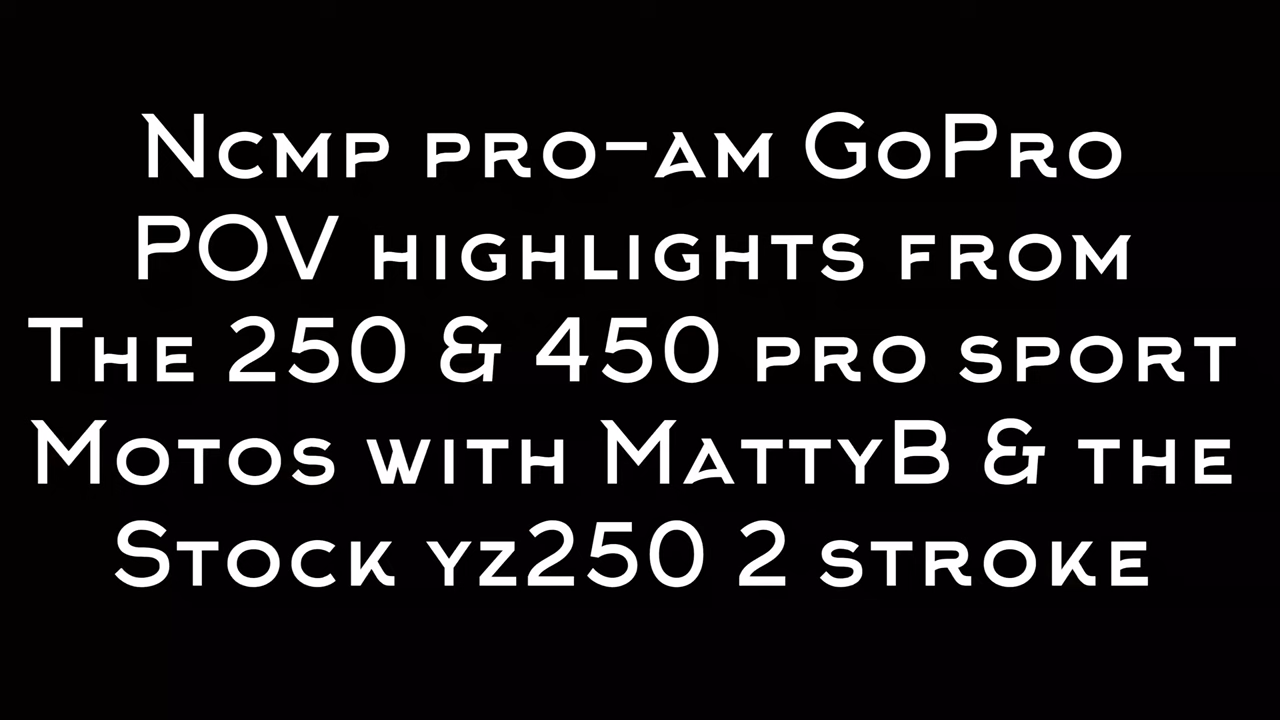 Ncmp pro-am GoPro
POV highlights from
The 250 & 450 pro sport
Motos with MattyB & the
Stock yz250 2 stroke